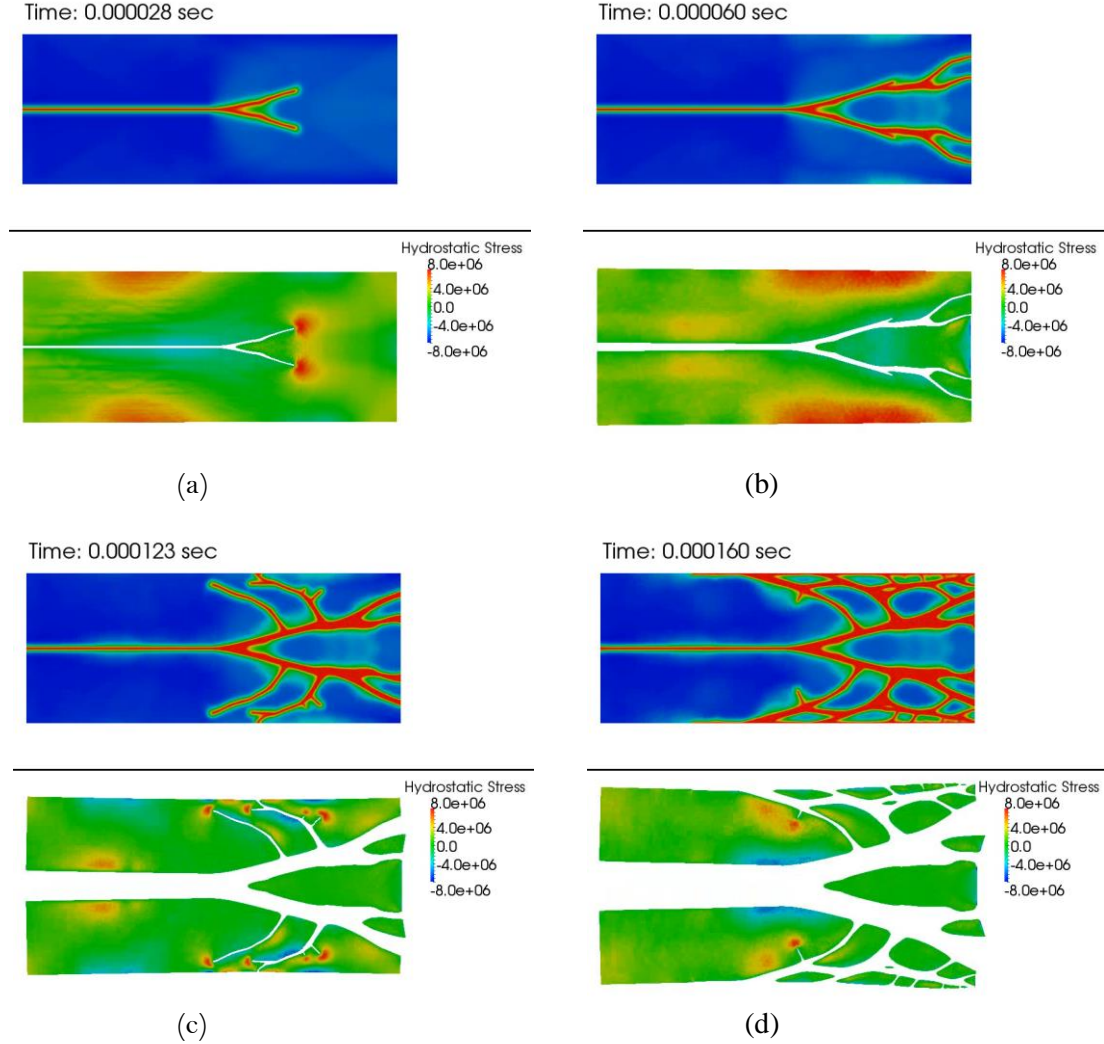 Time: 0.000028 sec
Hydrostatic Stress
8.0e+06
4.0e+06
0.0
-4.0e+06
-8.0e+06
(a)
Time: 0.000060 sec
Hydrostatic Stress
8.0e+06
4.0e+06
0.0
-4.0e+06
-8.0e+06
(b)
Time: 0.000123 sec
Hydrostatic Stress
8.0e+06
4.0e+06
0.0
-4.0e+06
-8.0e+06
(c)
Time: 0.000160 sec
Hydrostatic Stress
8.0e+06
4.0e+06
0.0
-4.0e+06
-8.0e+06
(d)